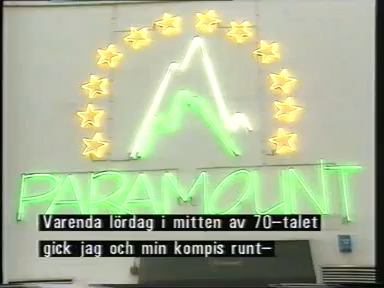 PARAMOUNT
Varenda lördag i mitten av 70-talet
gick jag och min kompis runt-